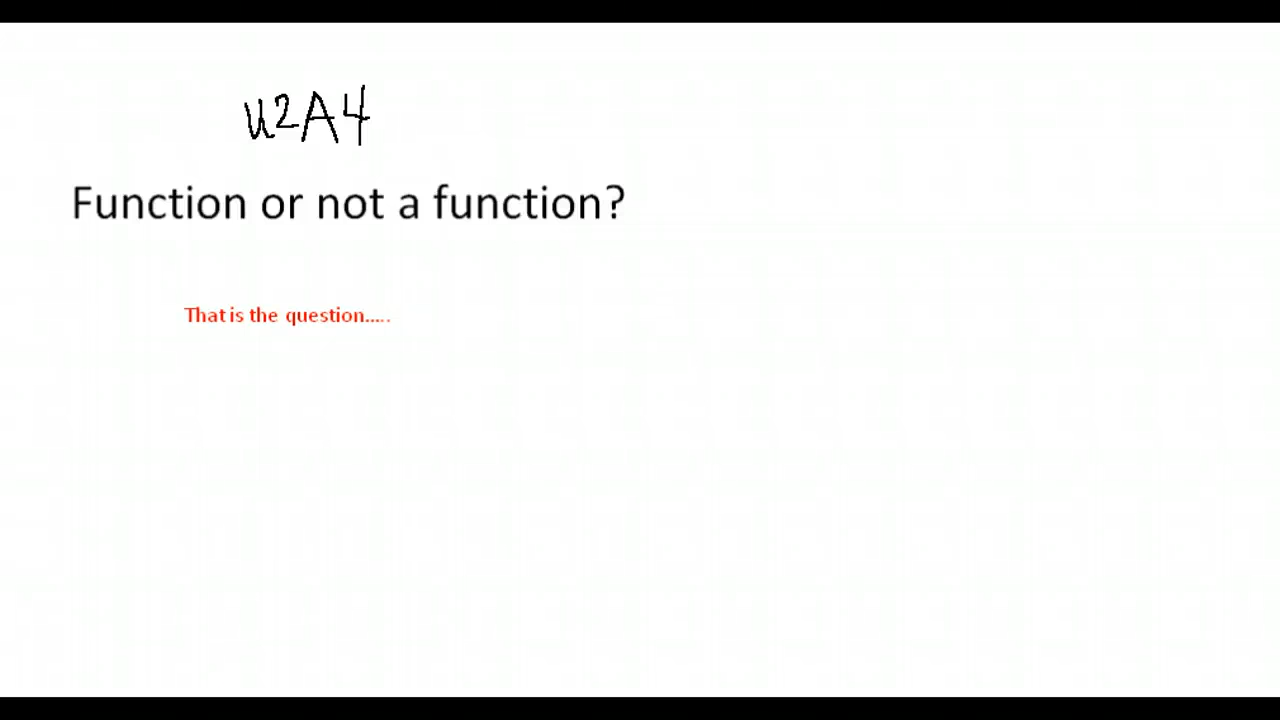 U2A4
Function or not a function?
That is the question.....